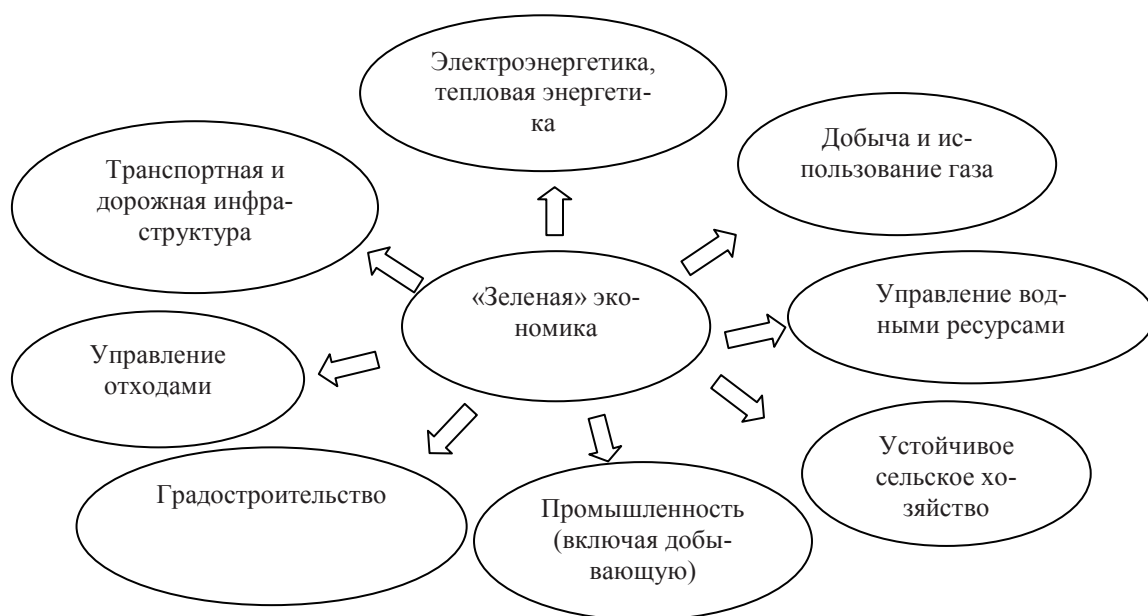 Электроэнергетика,
тепловая энергети-
ка
Добыча и ис-
пользование газа
Транспортная и
дорожная инфра-
структура
«Зеленая» эко-
номика
Управление вод-
ными ресурсами
Управление
отходами
Устойчивое
сельское хо-
зяйство
Градостроительство
Промышленность
(включая добы-
вающую)